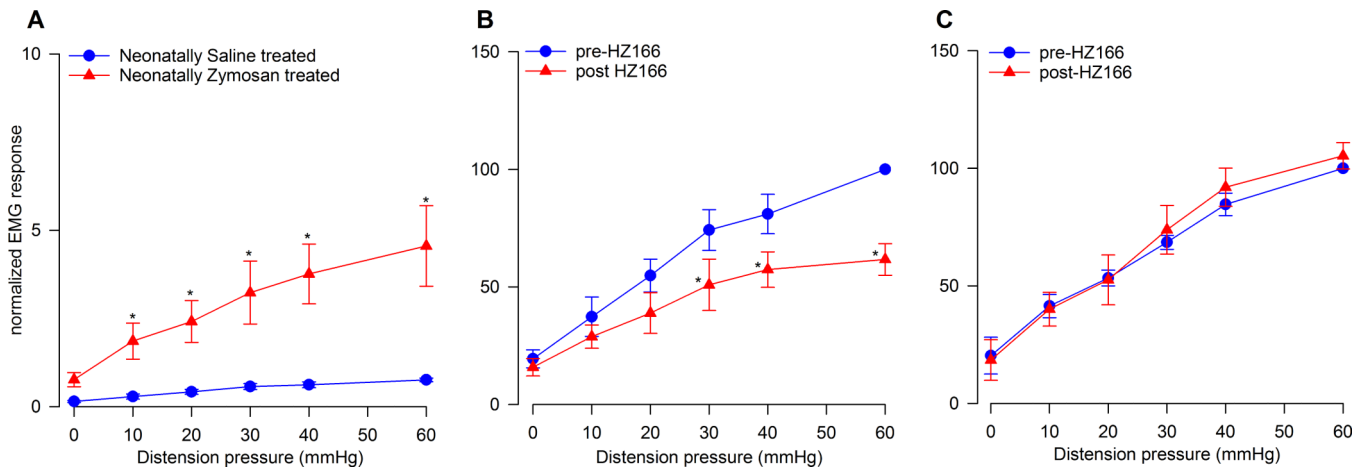 A
10
5
0
normalized EMG response
Neonatally Saline treated
Neonatally Zymosan treated
* * * * *
0 10 20 30 40 50 60
Distension pressure (mmHg)
B
150
100
50
0
pre-HZ166
post HZ166
* * *
0 10 20 30 40 50 60
Distension pressure (mmHg)
C
150
100
50
0
pre-HZ166
post-HZ166
0 10 20 30 40 50 60
Distension pressure (mmHg)